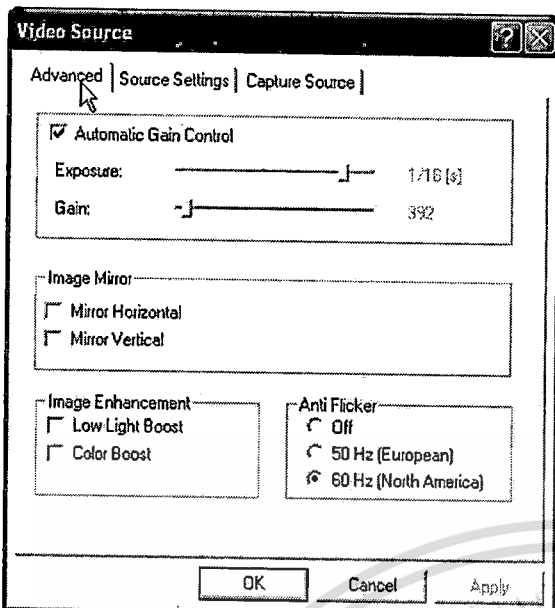 Video Source
Advanced Source Settings Capture Source
Automatic Gain Control
Exposure: 1/16 [s]
Gain: 392
Image Mirror
Mirror Horizontal
Mirror Vertical
Image Enhancement
Low Light Boost
Color Boost
Anti Flicker
Off
50 Hz (European)
60 Hz (North America)
OK Cancel Apply